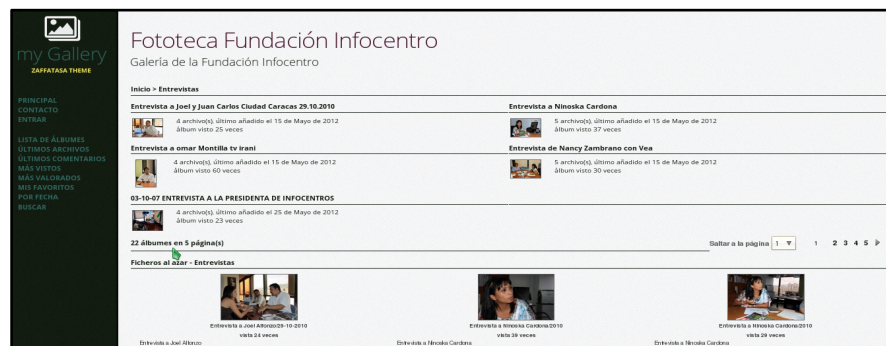 my Gallery
ZAFFATASA THEME
PRINCIPAL
CONTACTO
ENTRAR
LISTA DE ÁLBUMES
ÚLTIMOS ARCHIVOS
ÚLTIMOS COMENTARIOS
MÁS VISTOS
MÁS VALORADOS
MIS FAVORITOS
POR FECHA
BUSCAR
Fototeca Fundación Infocentro
Galería de la Fundación Infocentro
Inicio > Entrevistas
Entrevista a Joel y Juan Carlos Ciudad Caracas 29.10.2010
4 archivo(s), último añadido el 15 de Mayo de 2012
álbum visto 25 veces
Entrevista a Ninoska Cardona
5 archivo(s), último añadido el 15 de Mayo de 2012
álbum visto 37 veces
Entrevista a omar Montilla tv irani
4 archivo(s), último añadido el 15 de Mayo de 2012
álbum visto 60 veces
Entrevista de Nancy Zambrano con Vea
5 archivo(s), último añadido el 15 de Mayo de 2012
álbum visto 30 veces
03-10-07 ENTREVISTA A LA PRESIDENTA DE INFOCENTROS
4 archivo(s), último añadido el 25 de Mayo de 2012
álbum visto 23 veces
22 álbumes en 5 página(s)
Saltar a la página 1 1 2 3 4 5
Ficheros al azar - Entrevistas
Entrevista a Joel Alfonzo/29-10-2010
vista 24 veces
Entrevista a Joel Alfonzo
Entrevista a Ninoska Cardona/2010
vista 39 veces
Entrevista a Ninoska Cardona
Entrevista a Ninoska Cardona/2010
vista 29 veces
Entrevista a Ninoska Cardona